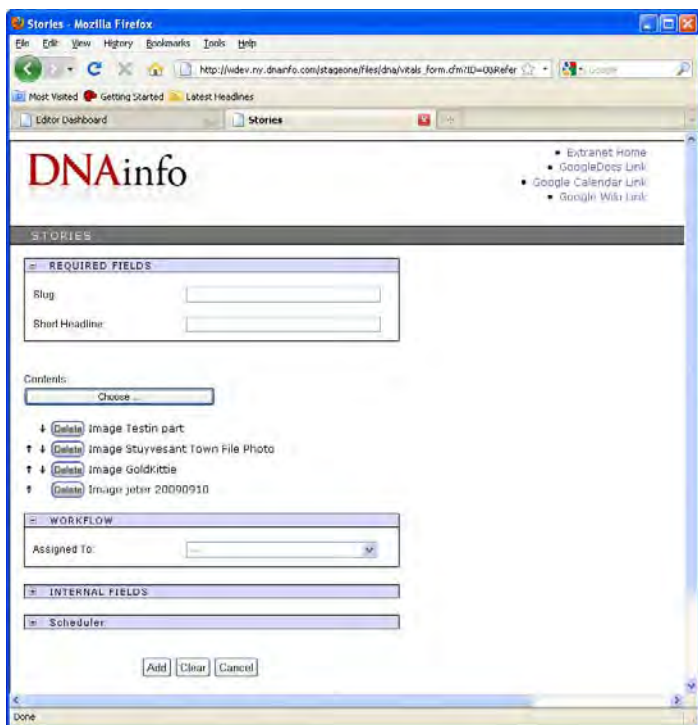 Stories - Mozilla Firefox
File Edit View History Bookmarks Tools Help
http://wdev.ny.dnainfo.com/stageone/files/dna/vitals_form.cfm?ID=0&Refer
Google
Most Visited Getting Started Latest Headlines
Editor Dashboard Stories
DNAinfo
Extranet Home
GoogleDocs Link
Google Calendar Link
Google Wiki Link
STORIES
REQUIRED FIELDS
Slug
Short Headline
Contents
Choose ...
Delete Image Testin part
Delete Image Stuyvesant Town File Photo
Delete Image GoldKittie
Delete Image jeter 20090910
WORKFLOW
Assigned To: ---
INTERNAL FIELDS
Scheduler
Add Clear Cancel
Done